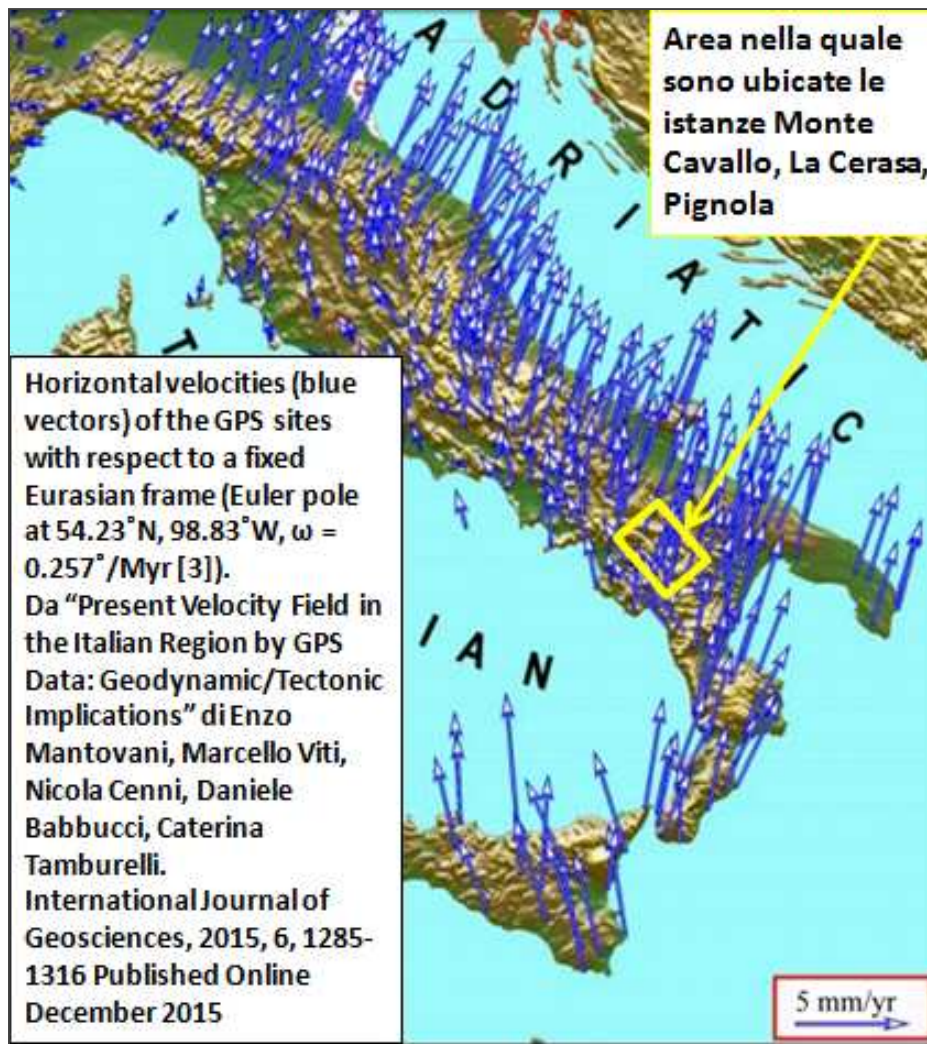 Area nella quale
sono ubicate le
istanze Monte
Cavallo, La Cerasa,
Pignola
A
D
R
I
A
T
I
C
T
I A N
Horizontal velocities (blue
vectors) of the GPS sites
with respect to a fixed
Eurasian frame (Euler pole
at 54.23˚N, 98.83˚W, ω =
0.257˚/Myr [3]).
Da “Present Velocity Field in
the Italian Region by GPS
Data: Geodynamic/Tectonic
Implications” di Enzo
Mantovani, Marcello Viti,
Nicola Cenni, Daniele
Babbucci, Caterina
Tamburelli.
International Journal of
Geosciences, 2015, 6, 1285-
1316 Published Online
December 2015
5 mm/yr